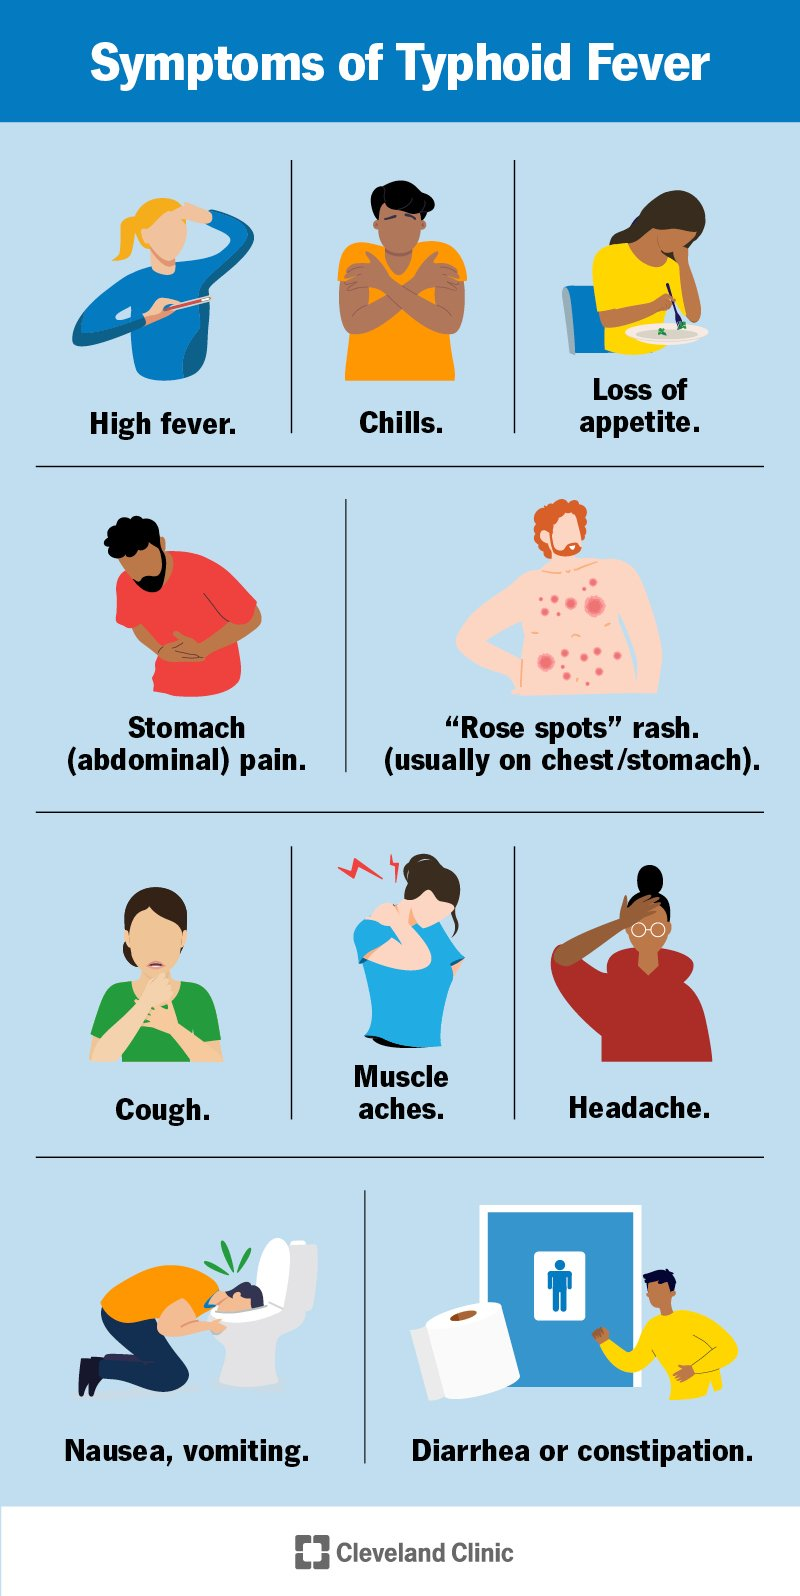 Symptoms of Typhoid Fever
High fever.
Chills.
Loss of
appetite.
Stomach
(abdominal) pain.
“Rose spots” rash.
(usually on chest/stomach).
Cough.
Muscle
aches.
Headache.
Nausea, vomiting.
Diarrhea or constipation.
Cleveland Clinic